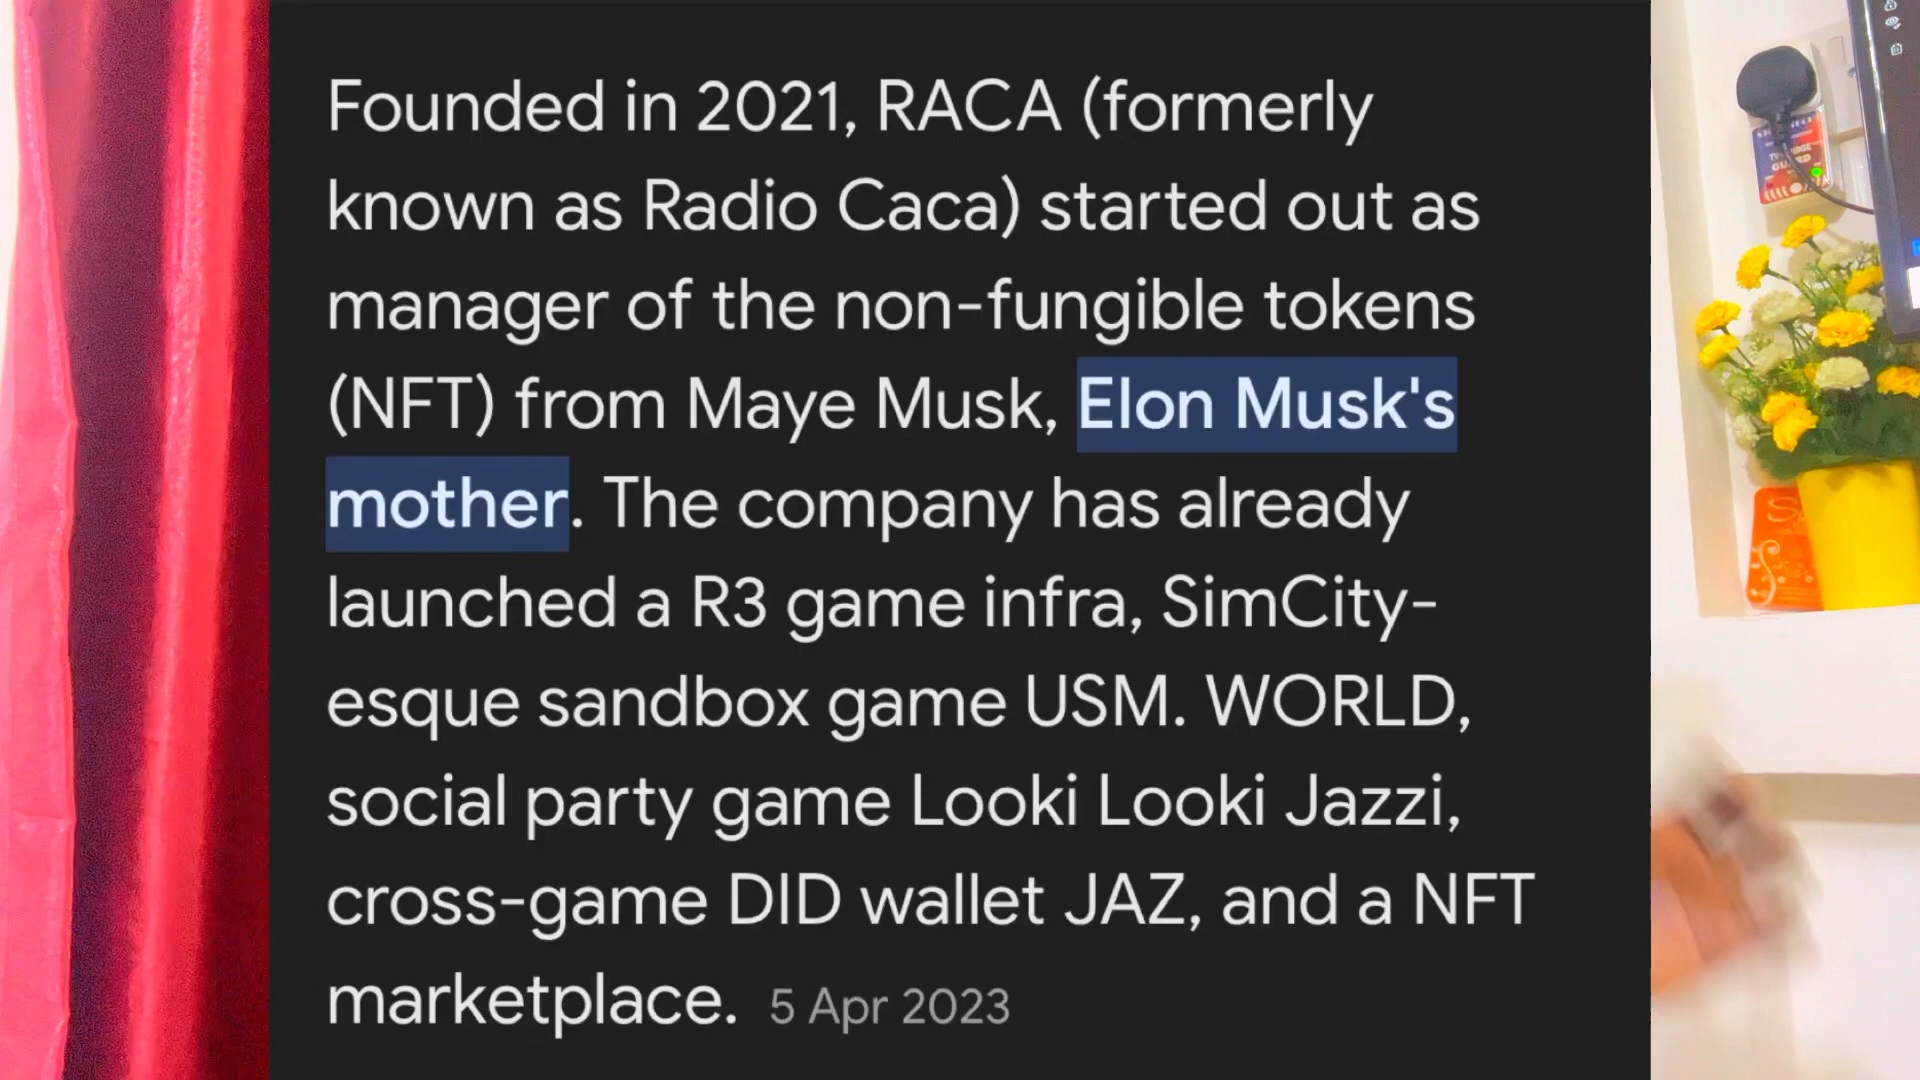 Founded in 2021, RACA (formerly
known as Radio Caca) started out as
manager of the non-fungible tokens
(NFT) from Maye Musk, Elon Musk's
mother. The company has already
launched a R3 game infra, SimCity-
esque sandbox game USM. WORLD,
social party game Looki Looki Jazzi,
cross-game DID wallet JAZ, and a NFT
marketplace. 5 Apr 2023